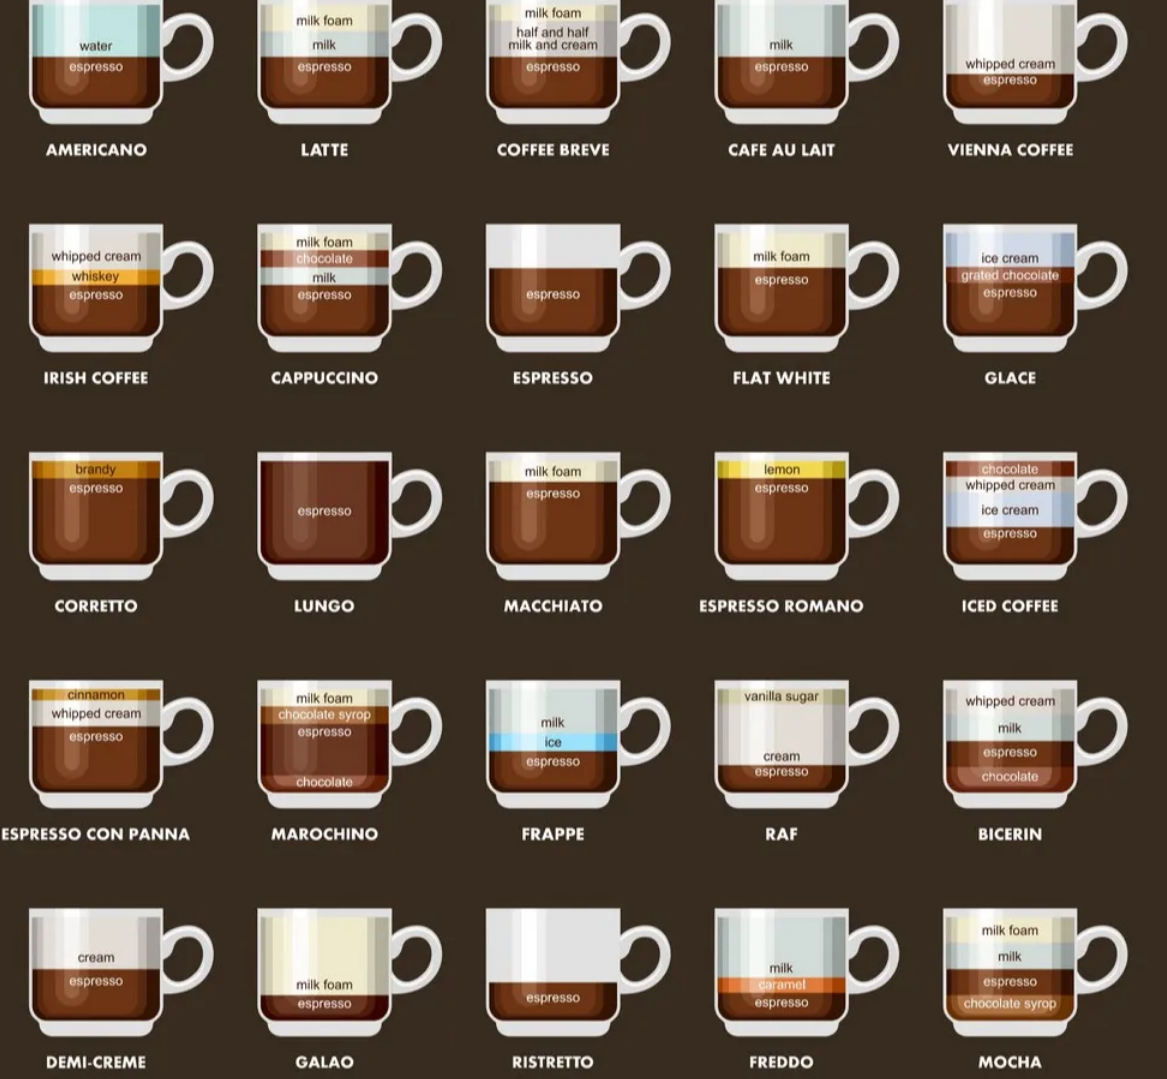 water
espresso
AMERICANO
milk foam
milk
espresso
LATTE
milk foam
half and half
milk and cream
espresso
COFFEE BREVE
milk
espresso
CAFE AU LAIT
whipped cream
espresso
VIENNA COFFEE
whipped cream
whiskey
espresso
IRISH COFFEE
milk foam
chocolate
milk
espresso
CAPPUCCINO
espresso
ESPRESSO
milk foam
espresso
FLAT WHITE
ice cream
grated chocolate
espresso
GLACE
brandy
espresso
CORRETTO
espresso
LUNGO
milk foam
espresso
MACCHIATO
lemon
espresso
ESPRESSO ROMANO
chocolate
whipped cream
ice cream
espresso
ICED COFFEE
cinnamon
whipped cream
espresso
ESPRESSO CON PANNA
milk foam
chocolate syrop
espresso
chocolate
MAROCHINO
milk
ice
espresso
FRAPPE
vanilla sugar
cream
espresso
RAF
whipped cream
milk
espresso
chocolate
BICERIN
cream
espresso
DEMI-CREME
milk foam
espresso
GALAO
espresso
RISTRETTO
milk
caramel
espresso
FREDDO
milk foam
milk
espresso
chocolate syrop
MOCHA